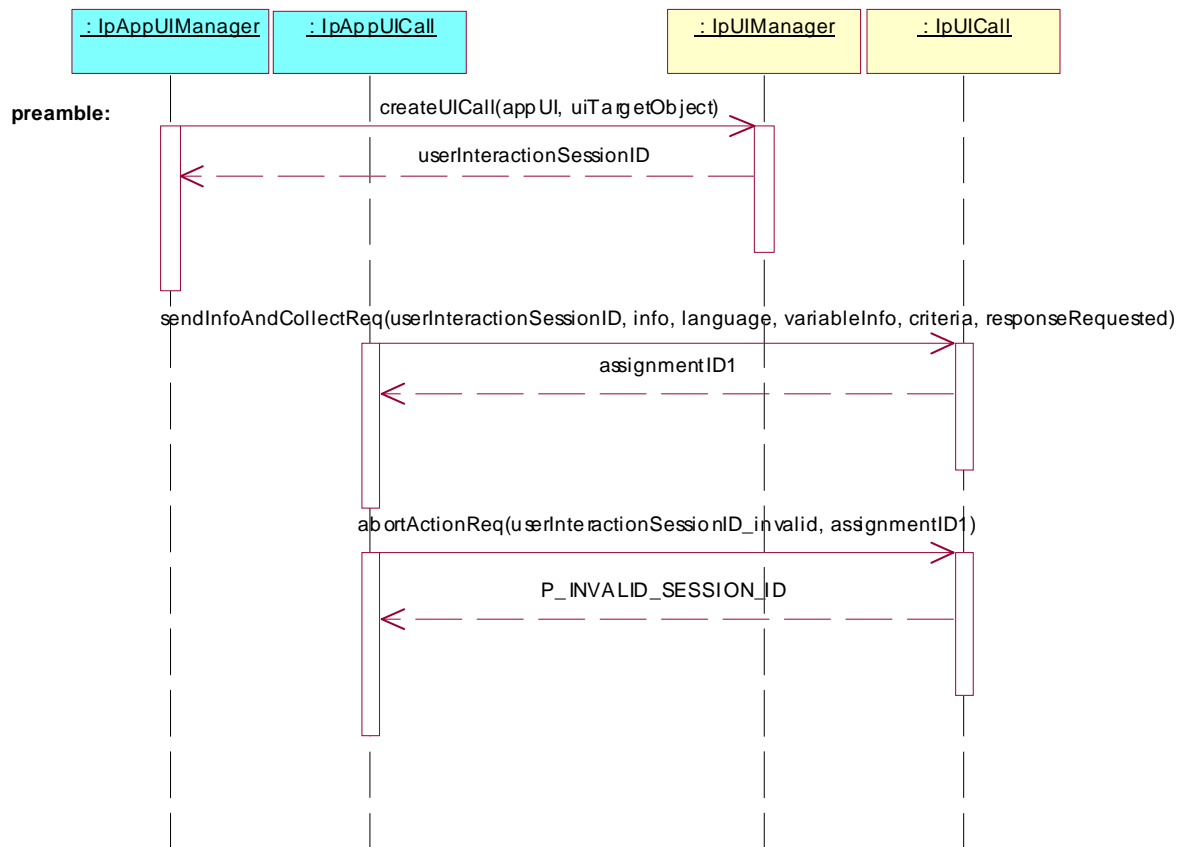 : IpAppUIManager
: IpAppUICall
: IpUIManager
: IpUICall
preamble:
createUICall(appUI, uiTargetObject)
userInteractionSessionID
sendInfoAndCollectReq(userInteractionSessionID, info, language, variableInfo, criteria, responseRequested)
assignmentID1
abortActionReq(userInteractionSessionID_invalid, assignmentID1)
P_INVALID_SESSION_ID